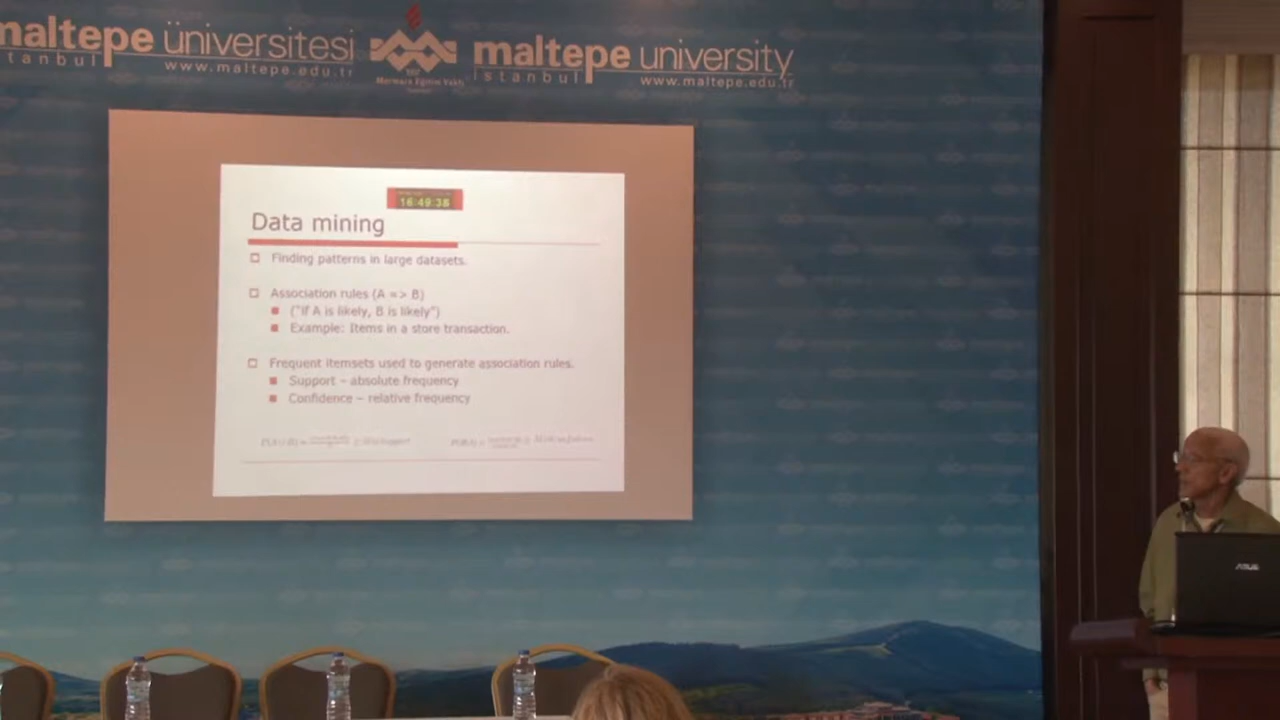 maltepe üniversitesi
www.maltepe.edu.tr
maltepe university
istanbul
www.maltepe.edu.tr
16:49:38
Data mining
Finding patterns in large datasets.
Association rules (A => B)
("if A is likely, B is likely")
Example: Items in a store transaction.
Frequent itemsets used to generate association rules.
Support – absolute frequency
Confidence – relative frequency
ASUS